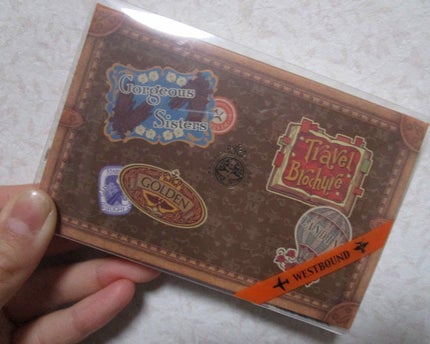 Gorgeous
Sisters
Travel
Brochure
GOLDEN
WESTBOUND